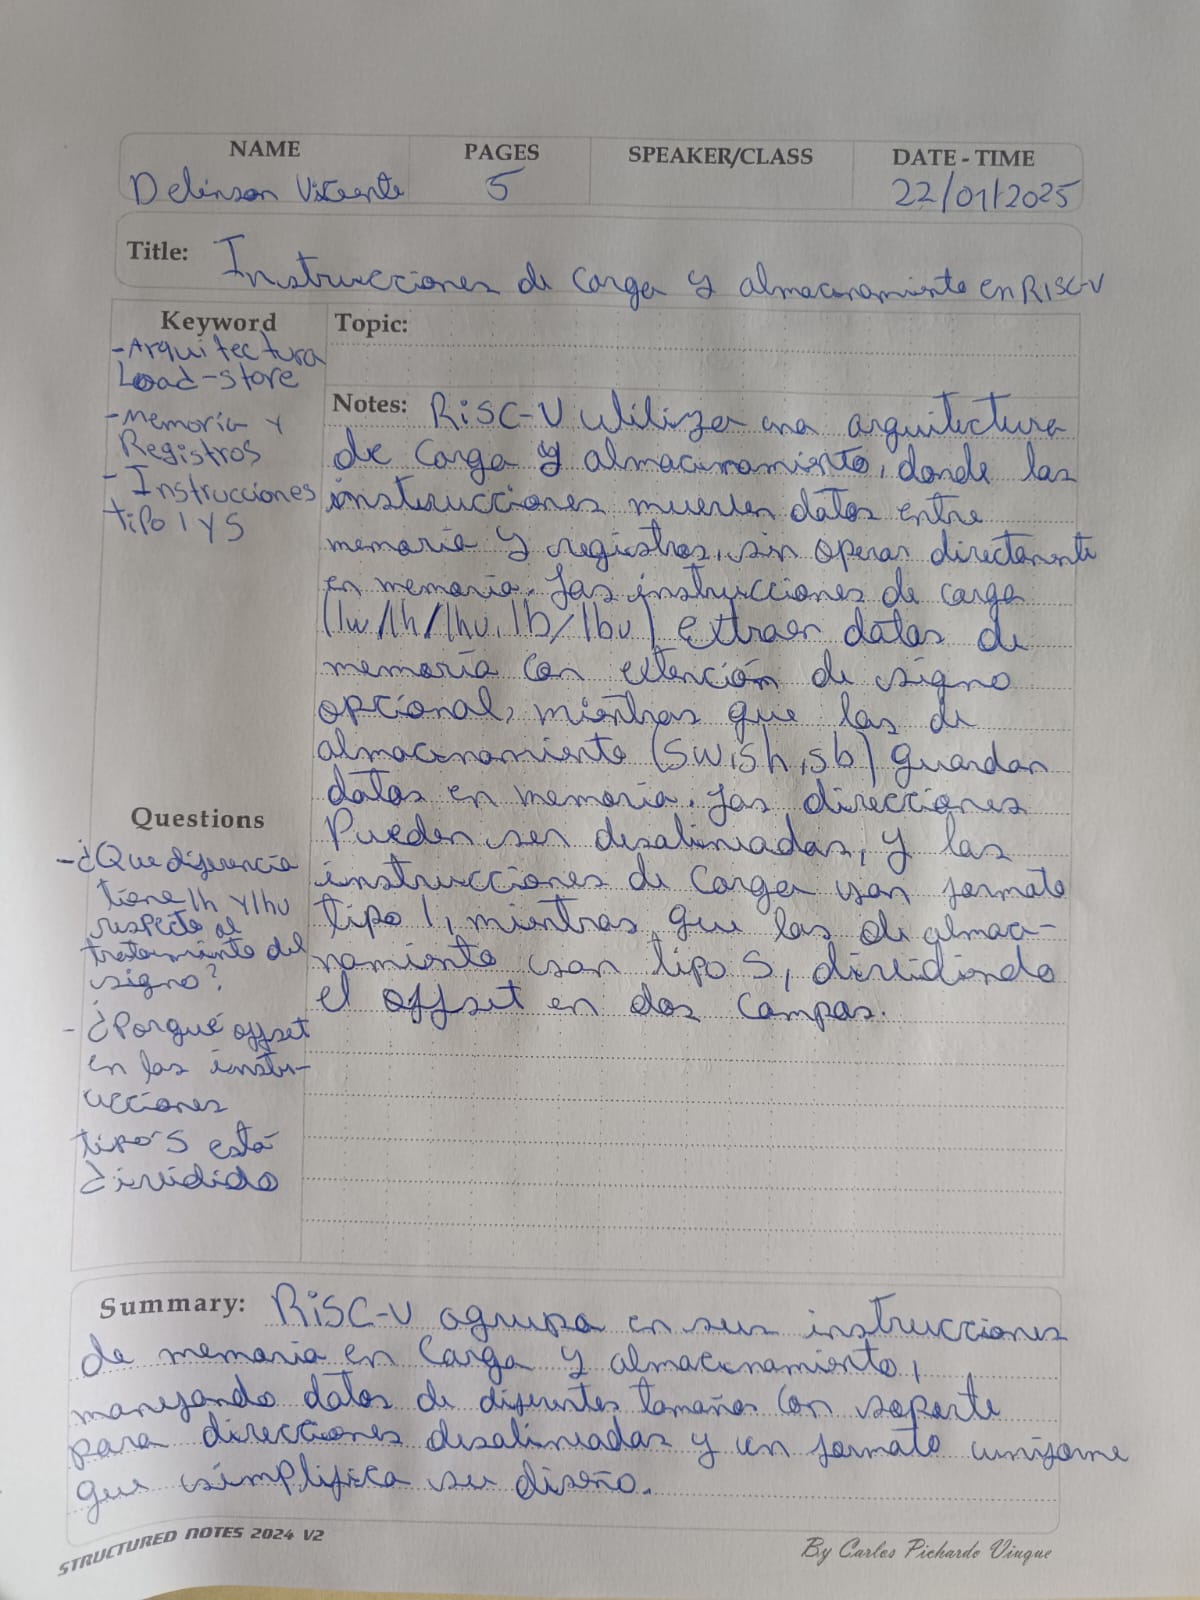 NAME PAGES SPEAKER/CLASS DATE - TIME
Delinson Vicente 5 22/01/2025
Title: Instrucciones de carga y almacenamiento en RISC-V
Keyword
-Arquitectura
Load-store
-Memoria y
Registros
- Instrucciones
tipo I y S
Topic:
Notes: RiSC-V utiliza una arquitectura
de carga y almacenamiento, donde las
instrucciones mueven datos entre
memoria y registros, sin operar directamente
en memoria. Las instrucciones de carga
(lw/lh/lhu, lb/lbu) extraen datos de
memoria con extención de signo
opcional, mientras que las de
almacenamiento (sw, sh, sb) guardan
datos en memoria. Las direcciones
Pueden ser desalineadas, y las
instrucciones de carga usan formato
tipo I, mientras que las de almac-
namiento usan tipo S, dividiendo
el offset en dos campos.
Questions
- ¿Que diferencia
tiene lh y lhu
respecto al
tratamiento del
signo?
- ¿Porqué offset
en las instr-
ucciones
tipo S está
dividido
Summary: RiSC-V agrupa en sus instrucciones
de memoria en carga y almacenamiento,
manejando datos de diferentes tamaños con soporte
para direcciones desalineadas y un formato uniforme
que simplifica su diseño.
STRUCTURED NOTES 2024 V2
By Carlos Pichardo Viuque